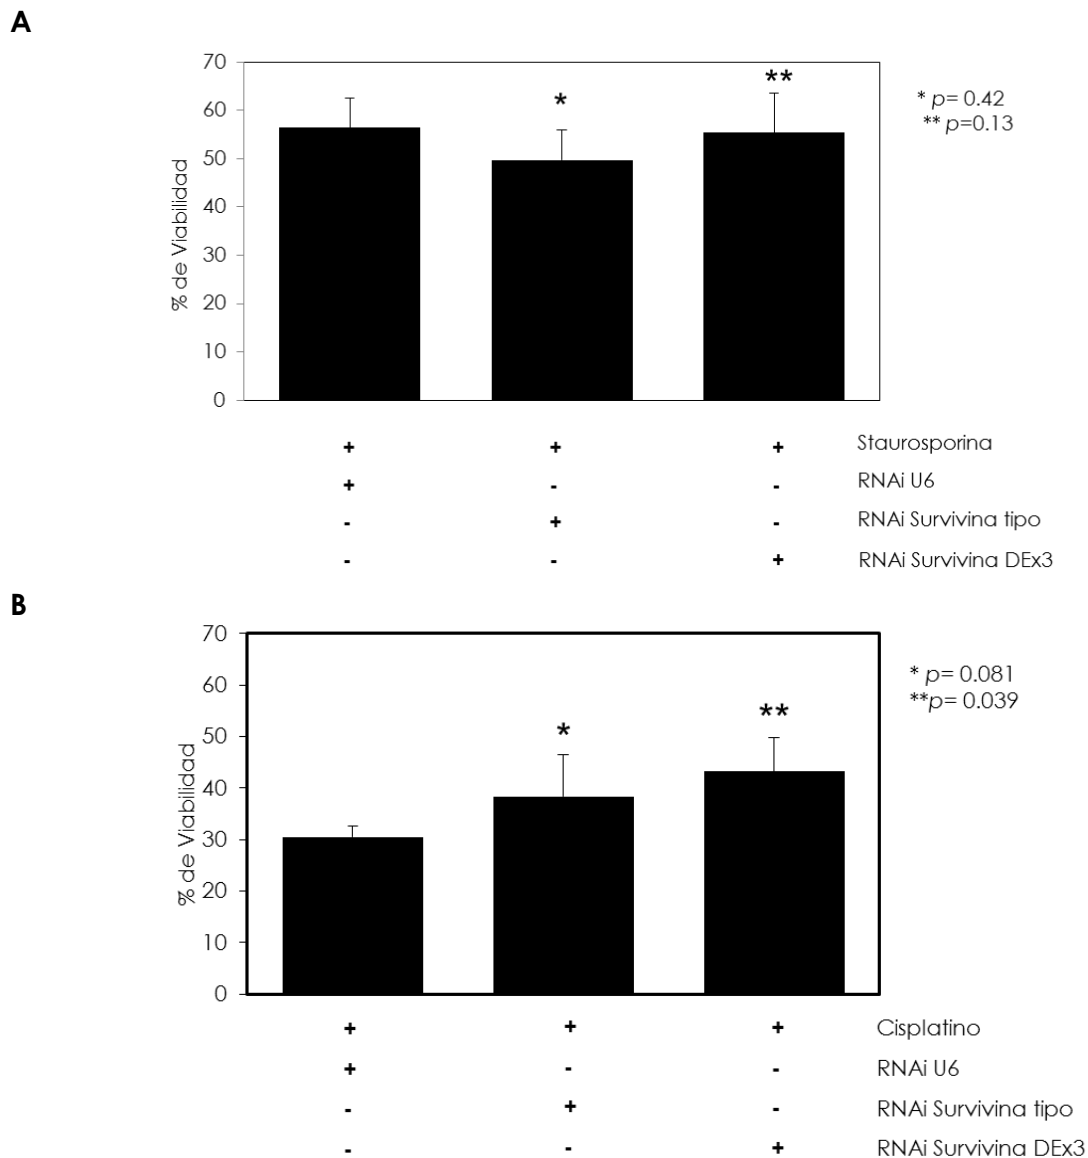 A
70
60
50
40
30
20
10
0
% de Viabilidad
*
**
* p= 0.42
** p=0.13
+ + + Staurosporina
+ - - RNAi U6
- + - RNAi Survivina tipo
- - + RNAi Survivina DEx3
B
70
60
50
40
30
20
10
0
% de Viabilidad
*
**
* p= 0.081
**p= 0.039
+ + + Cisplatino
+ - - RNAi U6
- + - RNAi Survivina tipo
- - + RNAi Survivina DEx3